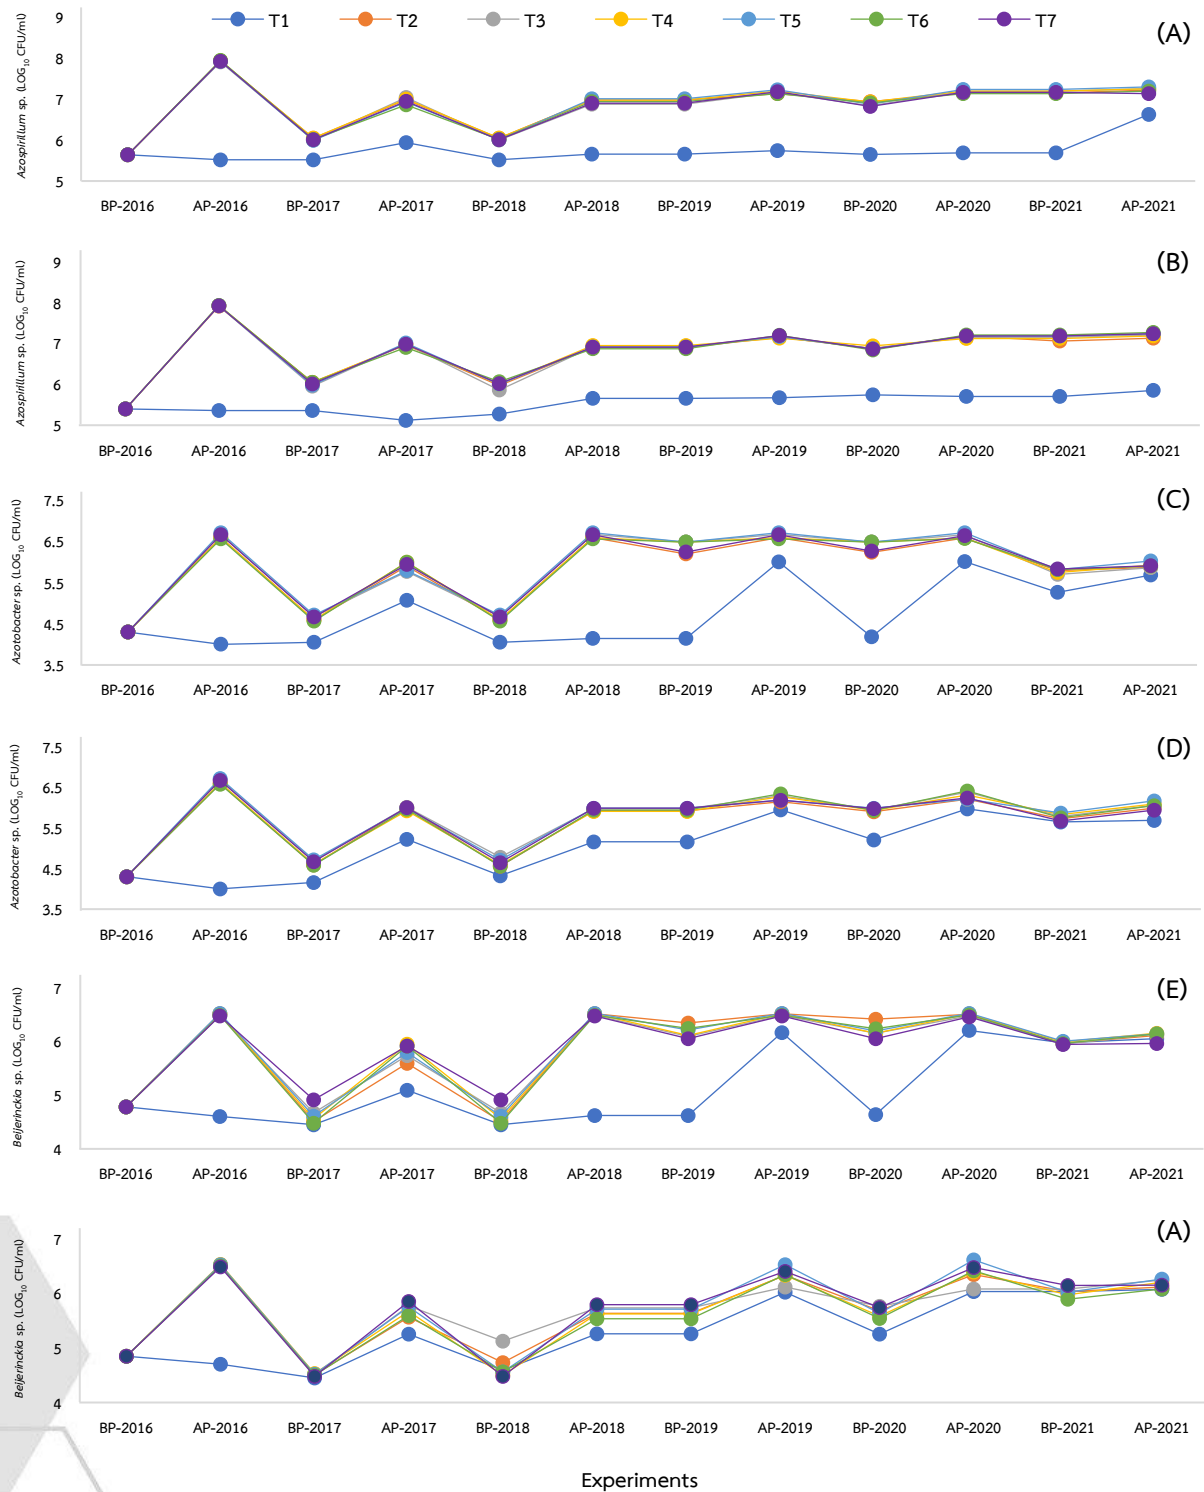 T1 T2 T3 T4 T5 T6 T7
(A)
Azospirillum sp. (LOG10 CFU/ml)
9
8
7
6
5
BP-2016 AP-2016 BP-2017 AP-2017 BP-2018 AP-2018 BP-2019 AP-2019 BP-2020 AP-2020 BP-2021 AP-2021
(B)
Azospirillum sp. (LOG10 CFU/ml)
9
8
7
6
5
BP-2016 AP-2016 BP-2017 AP-2017 BP-2018 AP-2018 BP-2019 AP-2019 BP-2020 AP-2020 BP-2021 AP-2021
(C)
Azotobacter sp. (LOG10 CFU/ml)
7.5
6.5
5.5
4.5
3.5
BP-2016 AP-2016 BP-2017 AP-2017 BP-2018 AP-2018 BP-2019 AP-2019 BP-2020 AP-2020 BP-2021 AP-2021
(D)
Azotobacter sp. (LOG10 CFU/ml)
7.5
6.5
5.5
4.5
3.5
BP-2016 AP-2016 BP-2017 AP-2017 BP-2018 AP-2018 BP-2019 AP-2019 BP-2020 AP-2020 BP-2021 AP-2021
(E)
Beijerinckia sp. (LOG10 CFU/ml)
7
6
5
4
BP-2016 AP-2016 BP-2017 AP-2017 BP-2018 AP-2018 BP-2019 AP-2019 BP-2020 AP-2020 BP-2021 AP-2021
(A)
Beijerinckia sp. (LOG10 CFU/ml)
7
6
5
4
BP-2016 AP-2016 BP-2017 AP-2017 BP-2018 AP-2018 BP-2019 AP-2019 BP-2020 AP-2020 BP-2021 AP-2021
Experiments